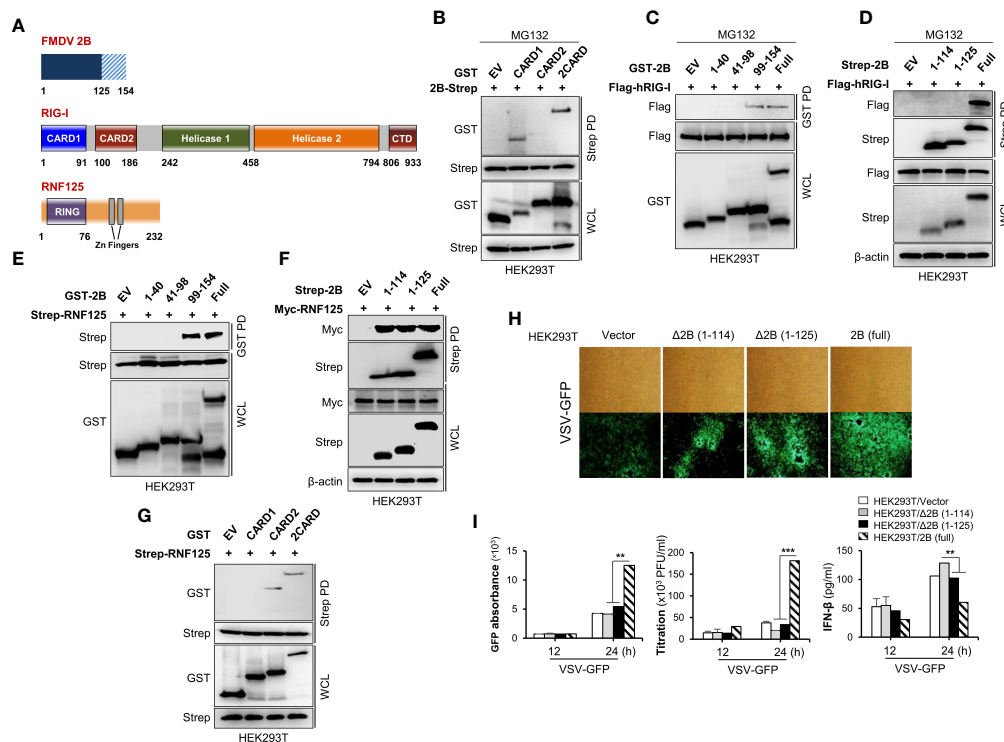 A
FMDV 2B
1 125 154
RIG-I
CARD1 CARD2 Helicase 1 Helicase 2 CTD
1 91 100 186 242 458 794 806 933
RNF125
RING
1 76 232
Zn Fingers
B
MG132
GST EV CARD1 CARD2 2CARD
2B-Strep + + + +
GST
Strep
Strep PD
GST
Strep
WCL
HEK293T
C
MG132
GST-2B EV 1-40 41-98 99-154 Full
Flag-hRIG-I + + + + +
Flag
GST PD
Flag
GST
WCL
HEK293T
D
MG132
Strep-2B EV 1-114 1-125 Full
Flag-hRIG-I + + + +
Flag
Strep
Strep PD
Flag
Strep
β-actin
WCL
HEK293T
E
GST-2B EV 1-40 41-98 99-154 Full
Strep-RNF125 + + + + +
Strep
GST PD
Strep
GST
WCL
HEK293T
F
Strep-2B EV 1-114 1-125 Full
Myc-RNF125 + + + +
Myc
Strep
Strep PD
Myc
Strep
β-actin
WCL
HEK293T
G
GST EV CARD1 CARD2 2CARD
Strep-RNF125 + + + +
GST
Strep
Strep PD
GST
Strep
WCL
HEK293T
H
HEK293T Vector Δ2B (1-114) Δ2B (1-125) 2B (full)
VSV-GFP
I
HEK293T/Vector
HEK293T/Δ2B (1-114)
HEK293T/Δ2B (1-125)
HEK293T/2B (full)
GFP absorbance (×10³)
15
10
5
0
**
12 24 (h)
VSV-GFP
Titration (x10³ PFU/ml)
200
150
100
50
0
***
12 24 (h)
VSV-GFP
IFN-β (pg/ml)
150
100
50
0
**
12 24 (h)
VSV-GFP